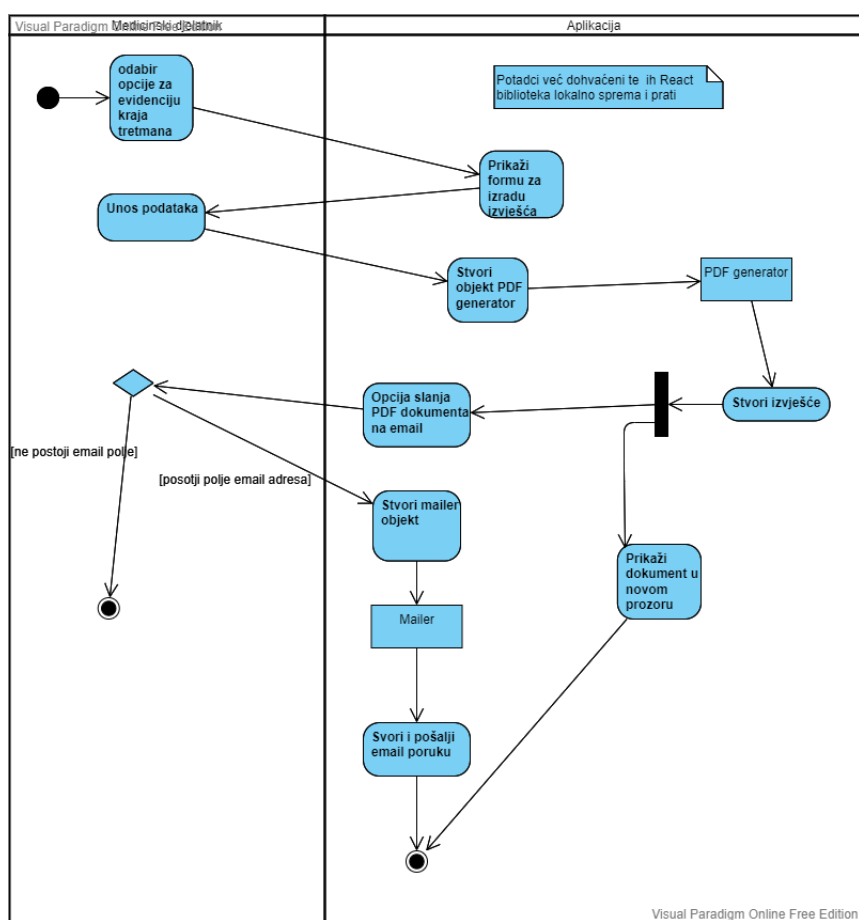 Visual Paradigm Online Free Edition
Medicinski djelatnik
Aplikacija
odabir
opcije za
evidenciju
kraja
tretmana
Potadci već dohvaćeni te ih React
biblioteka lokalno sprema i prati
Prikaži
formu za
izradu
izvješća
Unos podataka
Stvori
objekt PDF
generator
PDF generator
Opcija slanja
PDF dokumenta
na email
Stvori izvješće
[ne postoji email polje]
[posotji polje email adresa]
Stvori mailer
objekt
Prikaži
dokument u
novom
prozoru
Mailer
Svori i pošalji
email poruku
Visual Paradigm Online Free Edition